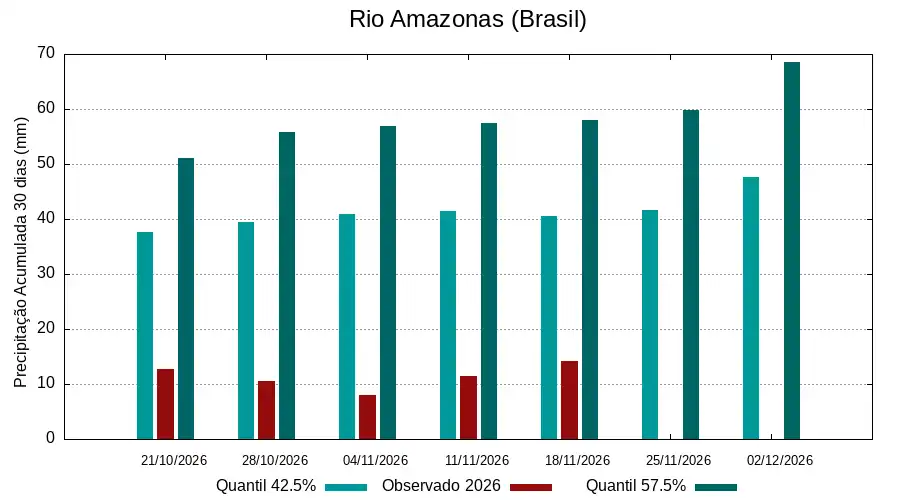 Rio Amazonas (Brasil)
Precipitação Acumulada 30 dias (mm)
70
60
50
40
30
20
10
0
21/10/2026 28/10/2026 04/11/2026 11/11/2026 18/11/2026 25/11/2026 02/12/2026
Quantil 42.5% Observado 2026 Quantil 57.5%